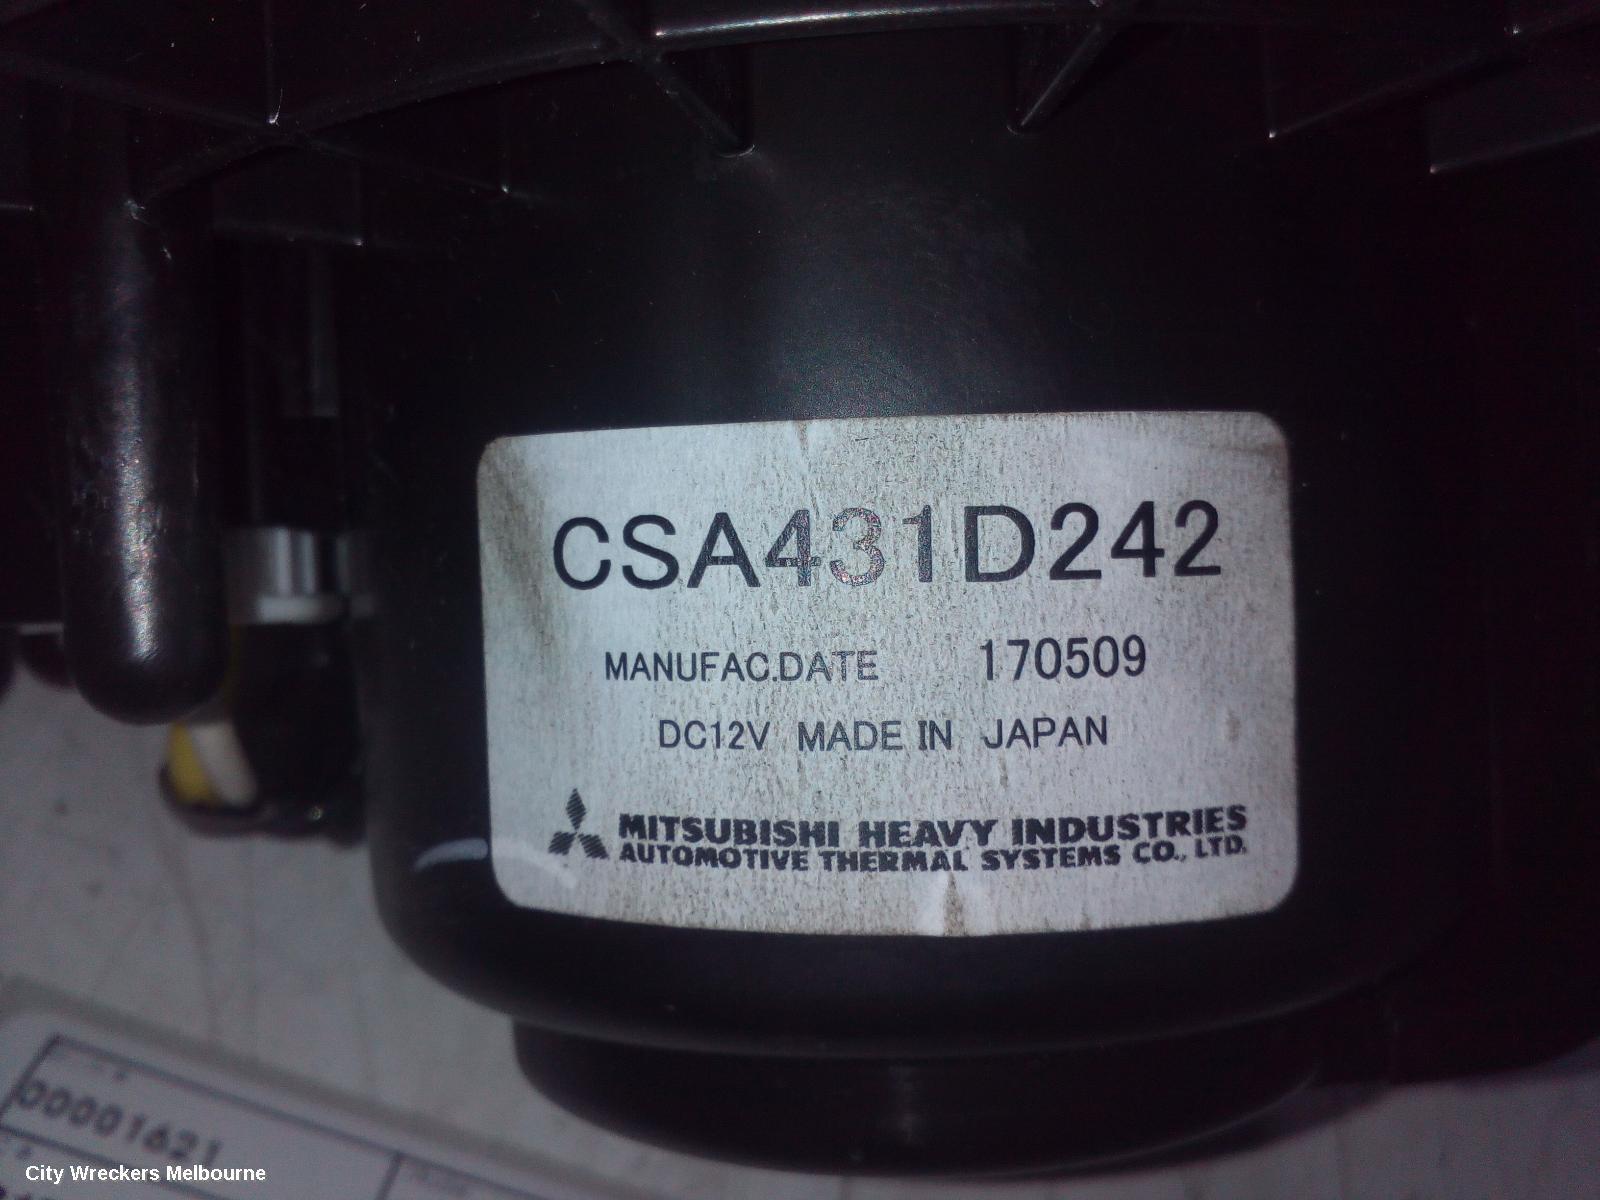 CSA431D242
MANUFAC.DATE 170509
DC12V MADE IN JAPAN
MITSUBISHI HEAVY INDUSTRIES
AUTOMOTIVE THERMAL SYSTEMS CO., LTD.
00001621
City Wreckers Melbourne